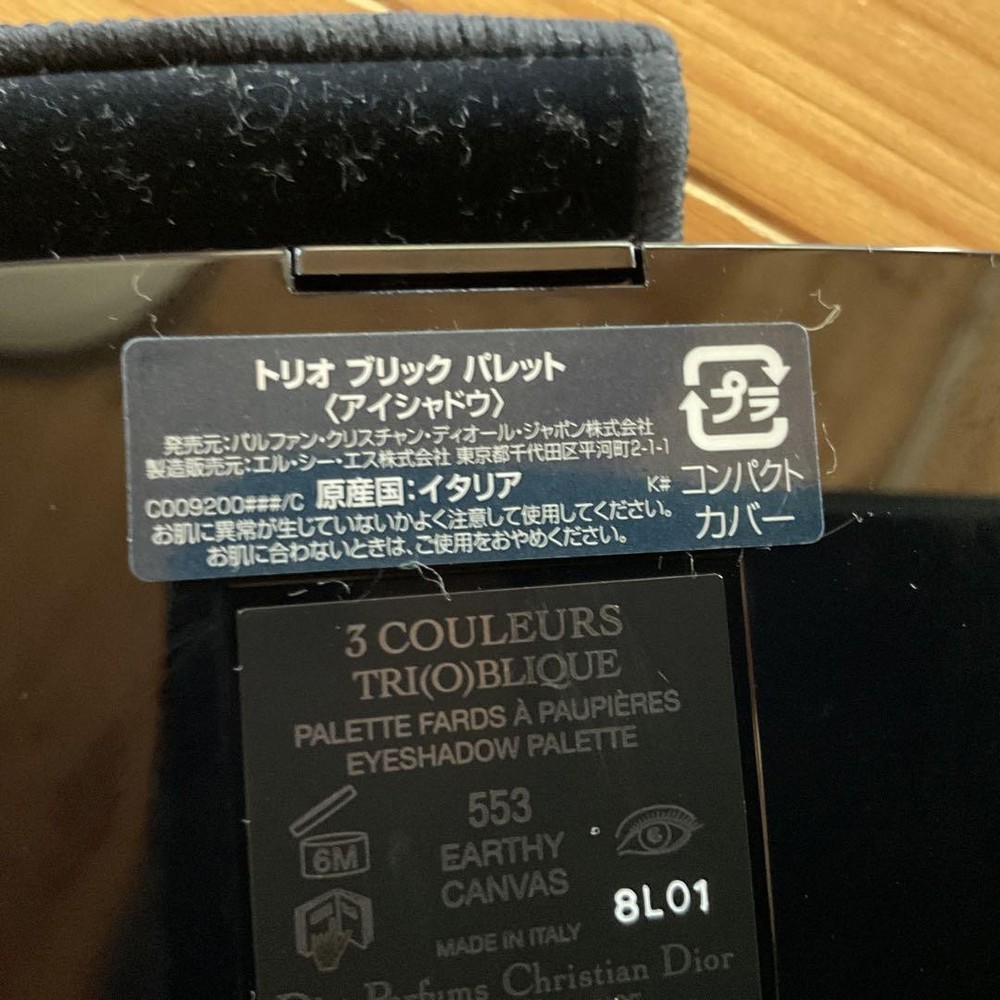 トリオ ブリック パレット
〈アイシャドウ〉
発売元:パルファン・クリスチャン・ディオール・ジャポン株式会社
製造販売元:エル・シー・エス株式会社 東京都千代田区平河町2-1-1
C009200###/C 原産国:イタリア K#
お肌に異常が生じていないかよく注意して使用してください。
お肌に合わないときは、ご使用をおやめください。
プラ
コンパクト
カバー
3 COULEURS
TRI(O)BLIQUE
PALETTE FARDS À PAUPIÈRES
EYESHADOW PALETTE
553
EARTHY
CANVAS
6M
8L01
MADE IN ITALY
Parfums Christian Dior